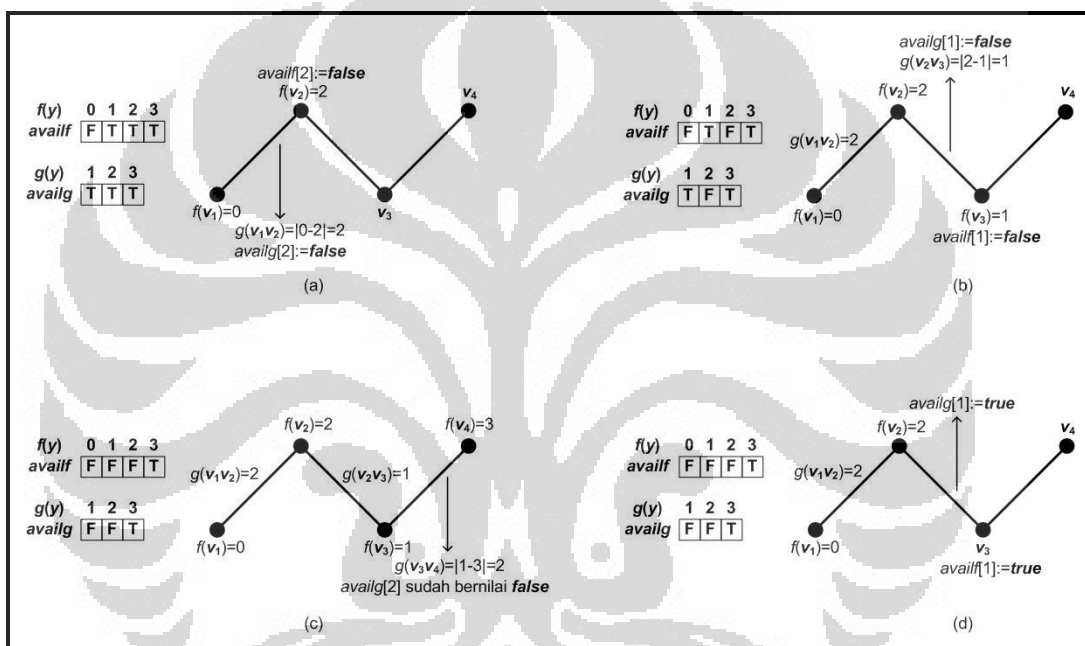 availf[2]:=false
f(v₂)=2
v₄
f(y) 0 1 2 3
availf F T T T
g(y) 1 2 3
availg T T T
f(v₁)=0
v₃
g(v₁v₂)=|0-2|=2
availg[2]:=false
(a)
availg[1]:=false
g(v₂v₃)=|2-1|=1
f(v₂)=2
v₄
f(y) 0 1 2 3
availf F T F T
g(v₁v₂)=2
g(y) 1 2 3
availg T F T
f(v₁)=0
f(v₃)=1
availf[1]:=false
(b)
f(v₂)=2
f(v₄)=3
f(y) 0 1 2 3
availf F F F T
g(v₁v₂)=2
g(v₂v₃)=1
g(y) 1 2 3
availg F F T
f(v₁)=0
f(v₃)=1
g(v₃v₄)=|1-3|=2
availg[2] sudah bernilai false
(c)
availg[1]:=true
f(v₂)=2
v₄
f(y) 0 1 2 3
availf F F F T
g(v₁v₂)=2
g(y) 1 2 3
availg F F T
f(v₁)=0
v₃
availf[1]:=true
(d)